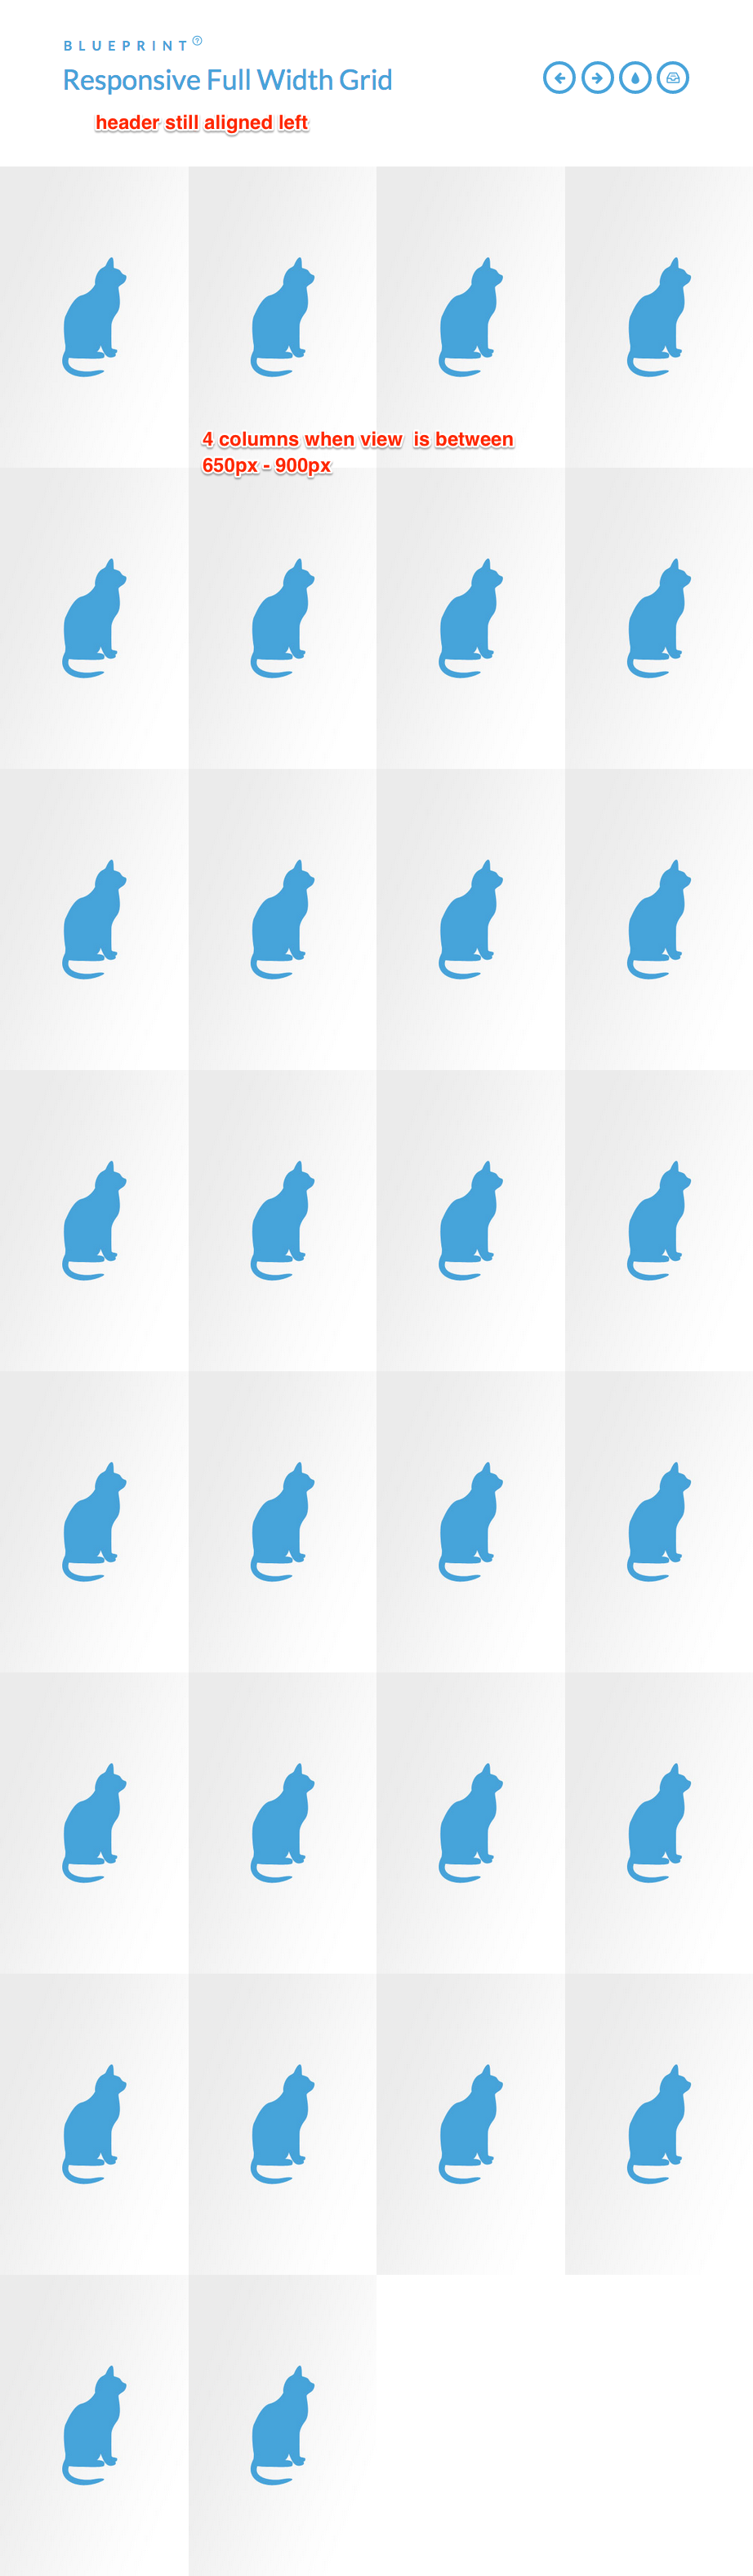 BLUEPRINT ?
Responsive Full Width Grid
header still aligned left
4 columns when view is between
650px - 900px